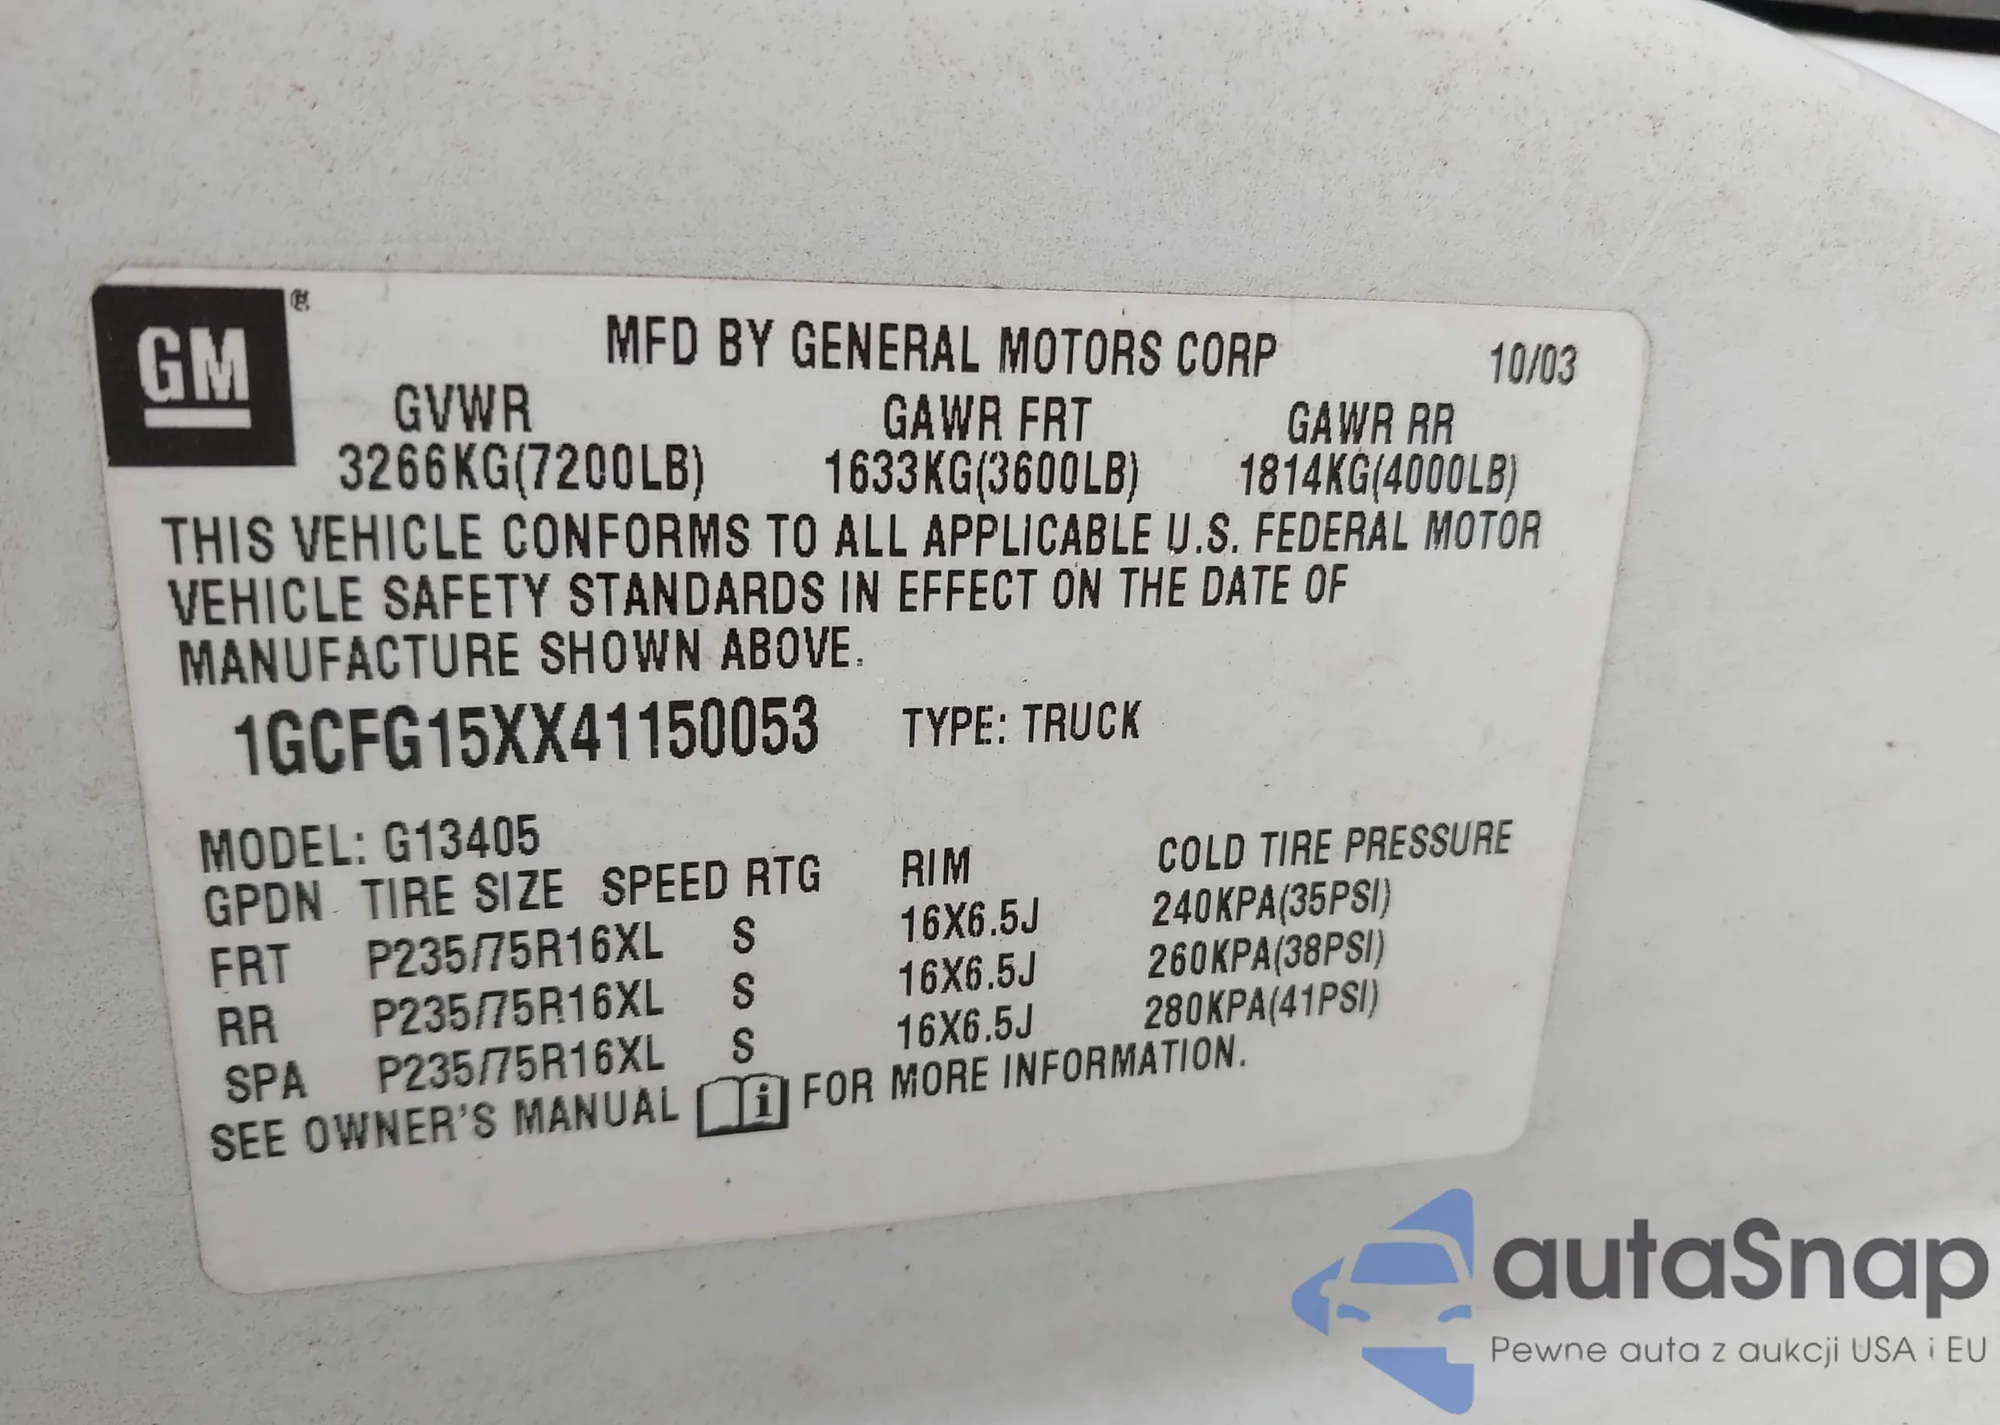 GM®
MFD BY GENERAL MOTORS CORP 10/03
GVWR GAWR FRT GAWR RR
3266KG(7200LB) 1633KG(3600LB) 1814KG(4000LB)
THIS VEHICLE CONFORMS TO ALL APPLICABLE U.S. FEDERAL MOTOR
VEHICLE SAFETY STANDARDS IN EFFECT ON THE DATE OF
MANUFACTURE SHOWN ABOVE.
1GCFG15XX41150053 TYPE: TRUCK
MODEL: G13405
GPDN TIRE SIZE SPEED RTG RIM COLD TIRE PRESSURE
FRT P235/75R16XL S 16X6.5J 240KPA(35PSI)
RR P235/75R16XL S 16X6.5J 260KPA(38PSI)
SPA P235/75R16XL S 16X6.5J 280KPA(41PSI)
SEE OWNER'S MANUAL i FOR MORE INFORMATION.
autaSnap
Pewne auta z aukcji USA i EU